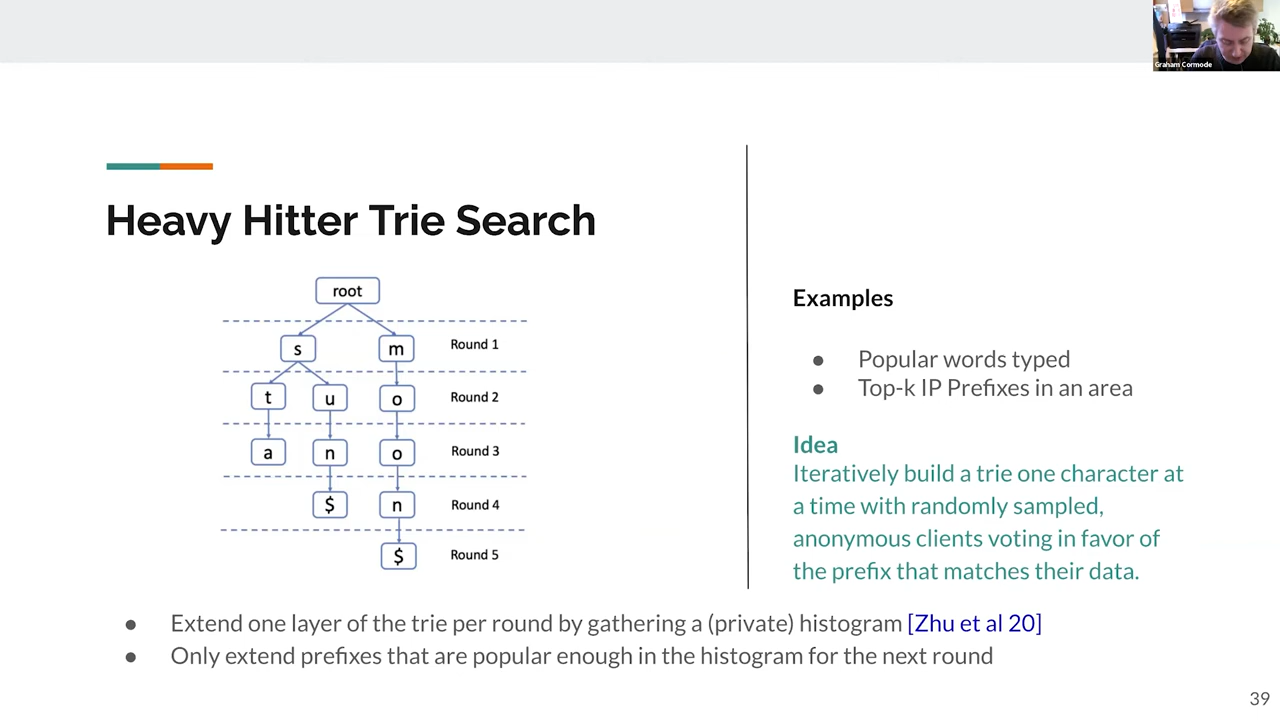 Graham Cormode
Heavy Hitter Trie Search
root
s m Round 1
t u o Round 2
a n o Round 3
$ n Round 4
$ Round 5
Examples
● Popular words typed
● Top-k IP Prefixes in an area
Idea
Iteratively build a trie one character at
a time with randomly sampled,
anonymous clients voting in favor of
the prefix that matches their data.
● Extend one layer of the trie per round by gathering a (private) histogram [Zhu et al 20]
● Only extend prefixes that are popular enough in the histogram for the next round
39